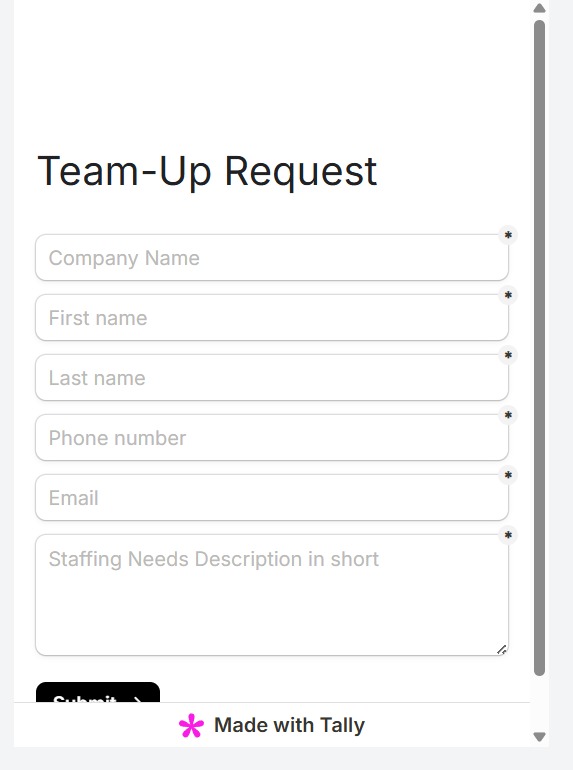 Team-Up Request
*
Company Name
*
First name
*
Last name
*
Phone number
*
Email
*
Staffing Needs Description in short
Submit →
Made with Tally